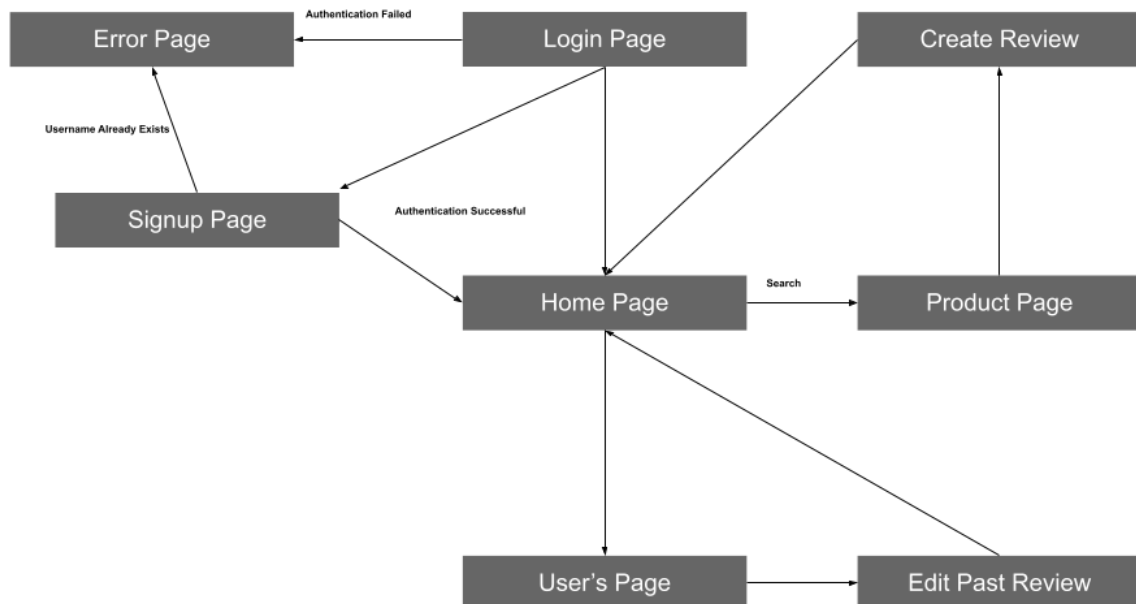 Authentication Failed
Error Page
Login Page
Create Review
Username Already Exists
Signup Page
Authentication Successful
Search
Home Page
Product Page
User’s Page
Edit Past Review